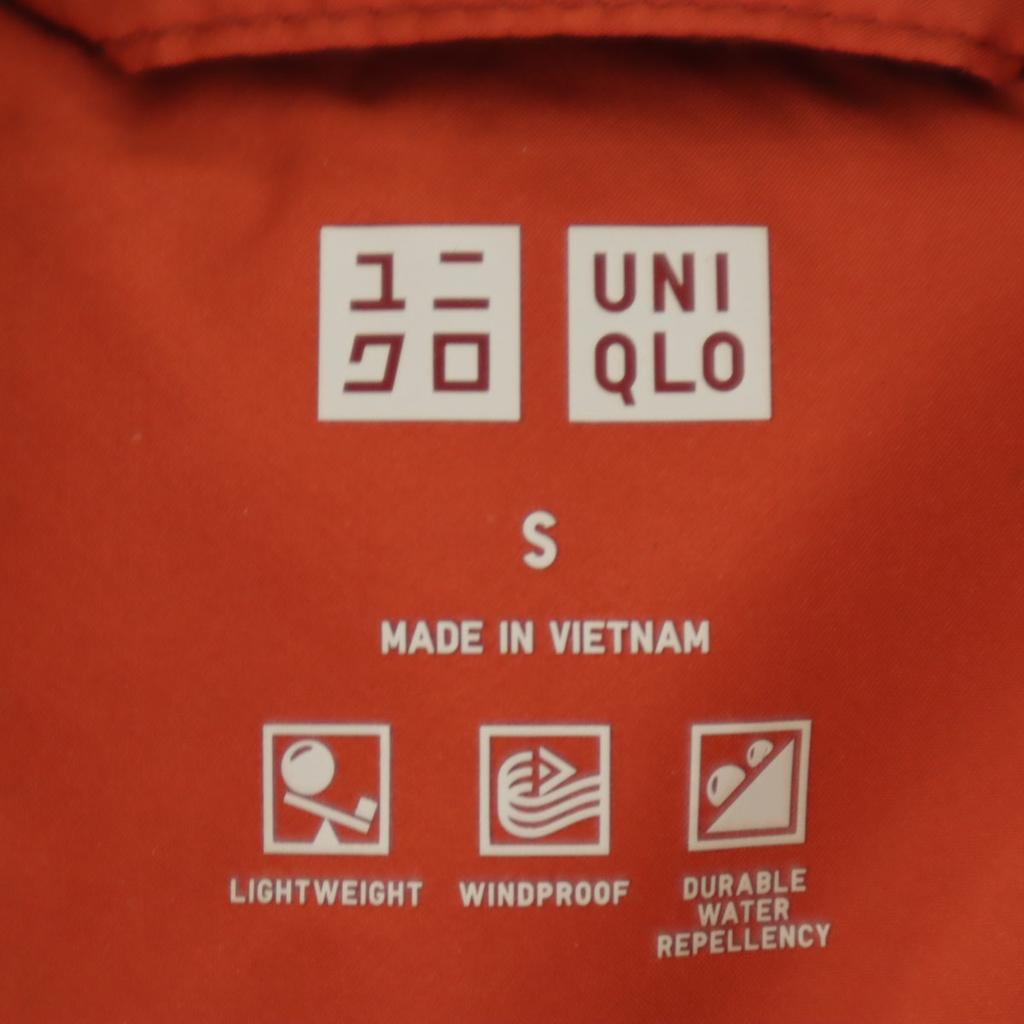 ユニ
クロ
UNI
QLO
S
MADE IN VIETNAM
LIGHTWEIGHT
WINDPROOF
DURABLE
WATER
REPELLENCY